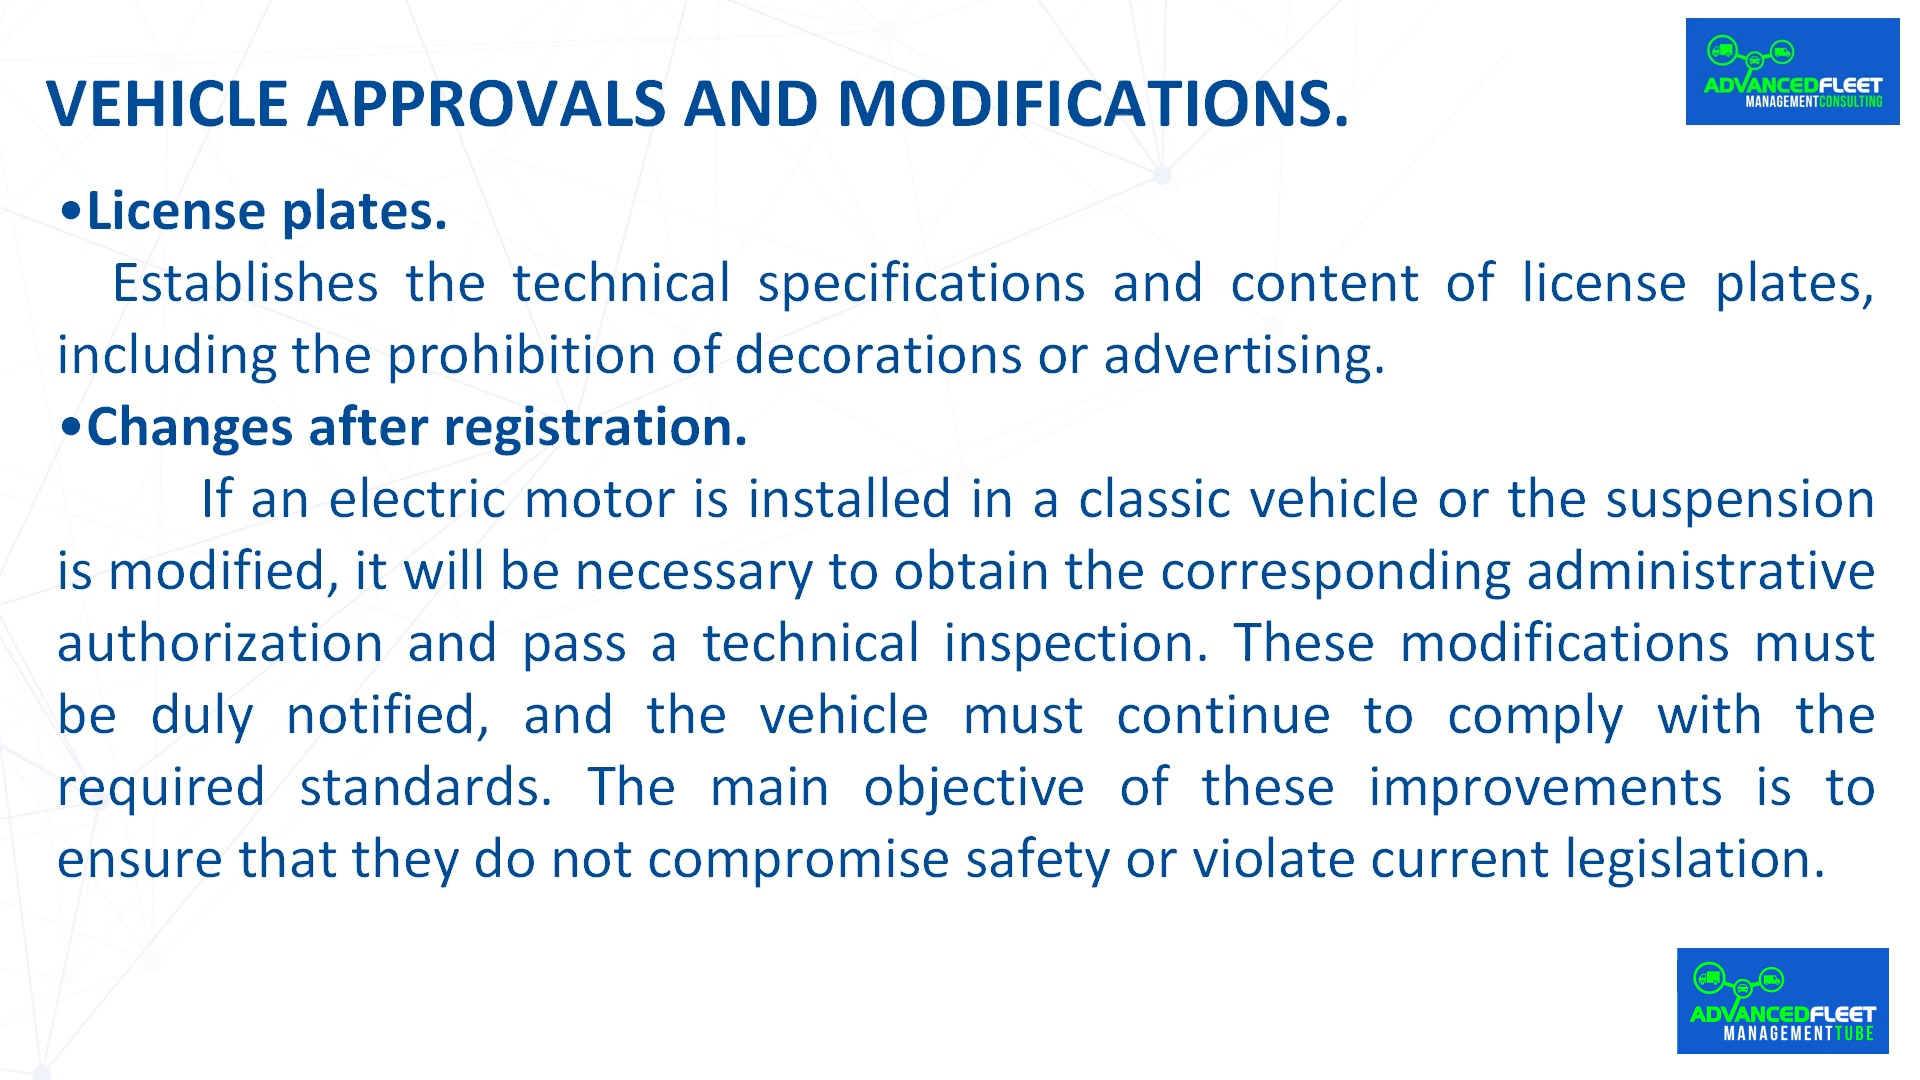 VEHICLE APPROVALS AND MODIFICATIONS.
ADVANCEDFLEET
MANAGEMENTCONSULTING
•License plates.
Establishes the technical specifications and content of license plates,
including the prohibition of decorations or advertising.
•Changes after registration.
If an electric motor is installed in a classic vehicle or the suspension
is modified, it will be necessary to obtain the corresponding administrative
authorization and pass a technical inspection. These modifications must
be duly notified, and the vehicle must continue to comply with the
required standards. The main objective of these improvements is to
ensure that they do not compromise safety or violate current legislation.
ADVANCEDFLEET
MANAGEMENTTUBE